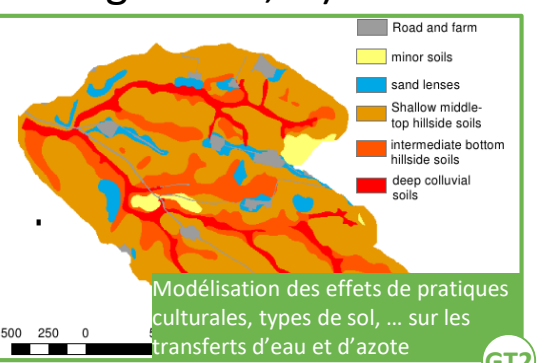 Road and farm
minor soils
sand lenses
Shallow middle-
top hillside soils
intermediate bottom
hillside soils
deep colluvial
soils
Modélisation des effets de pratiques
culturales, types de sol, … sur les
transferts d'eau et d'azote
500 250 0
GT2